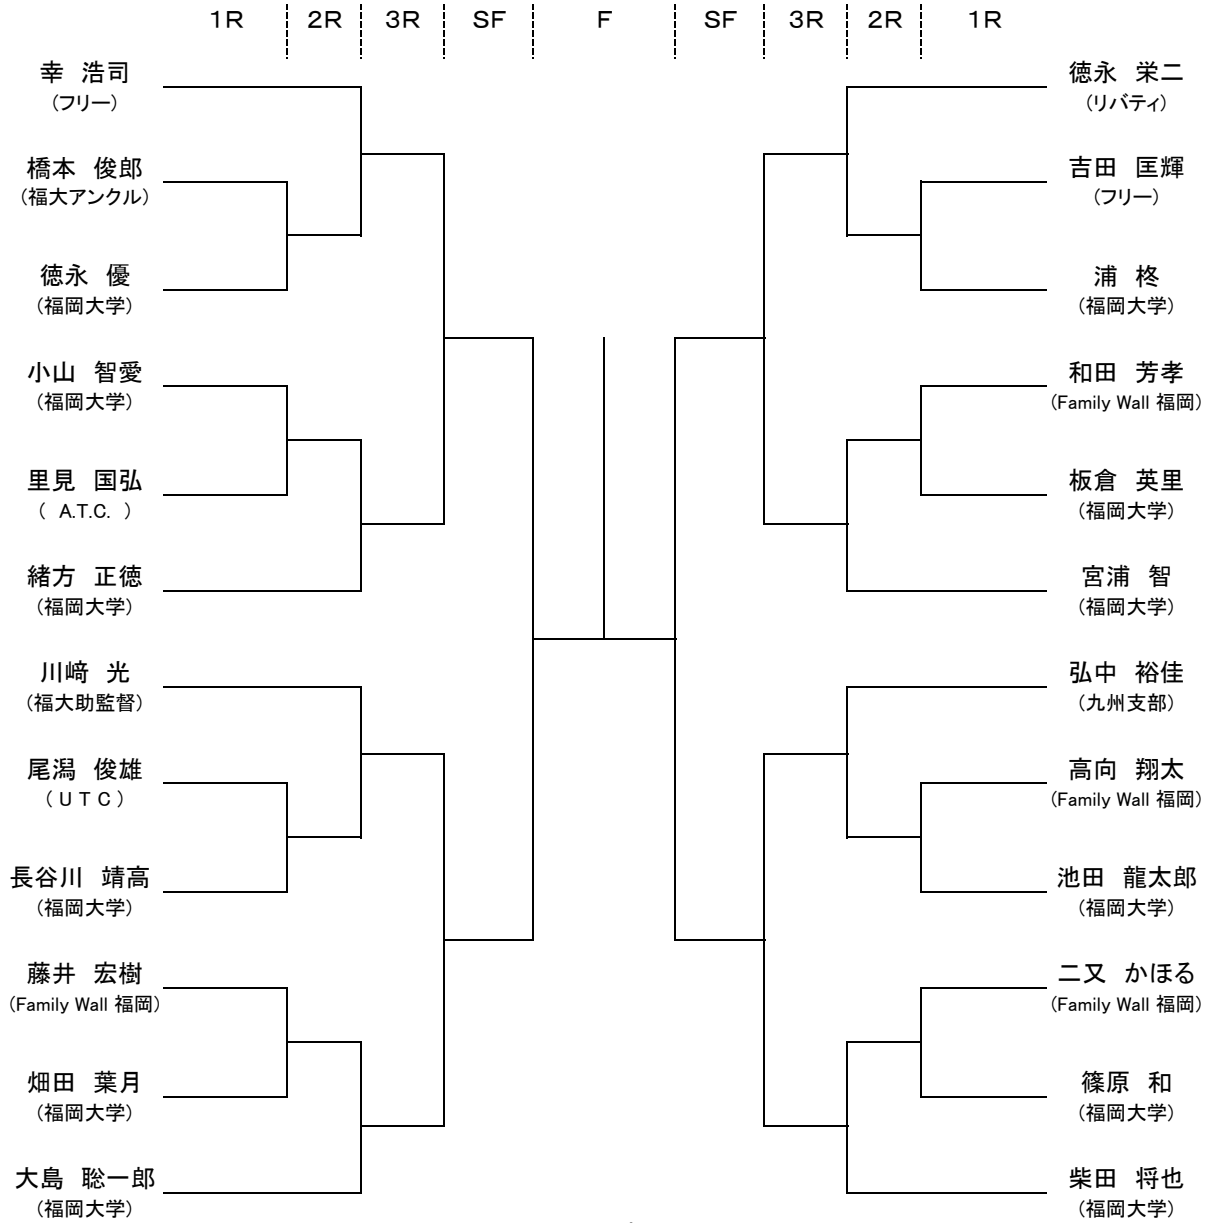 1R 2R 3R SF F SF 3R 2R 1R
幸 浩司
(フリー)
橋本 俊郎
(福大アンクル)
徳永 優
(福岡大学)
小山 智愛
(福岡大学)
里見 国弘
( A.T.C. )
緒方 正徳
(福岡大学)
川﨑 光
(福大助監督)
尾潟 俊雄
(UTC)
長谷川 靖高
(福岡大学)
藤井 宏樹
(Family Wall 福岡)
畑田 葉月
(福岡大学)
大島 聡一郎
(福岡大学)
徳永 栄二
(リバティ)
吉田 匡輝
(フリー)
浦 柊
(福岡大学)
和田 芳孝
(Family Wall 福岡)
板倉 英里
(福岡大学)
宮浦 智
(福岡大学)
弘中 裕佳
(九州支部)
高向 翔太
(Family Wall 福岡)
池田 龍太郎
(福岡大学)
二又 かほる
(Family Wall 福岡)
篠原 和
(福岡大学)
柴田 将也
(福岡大学)